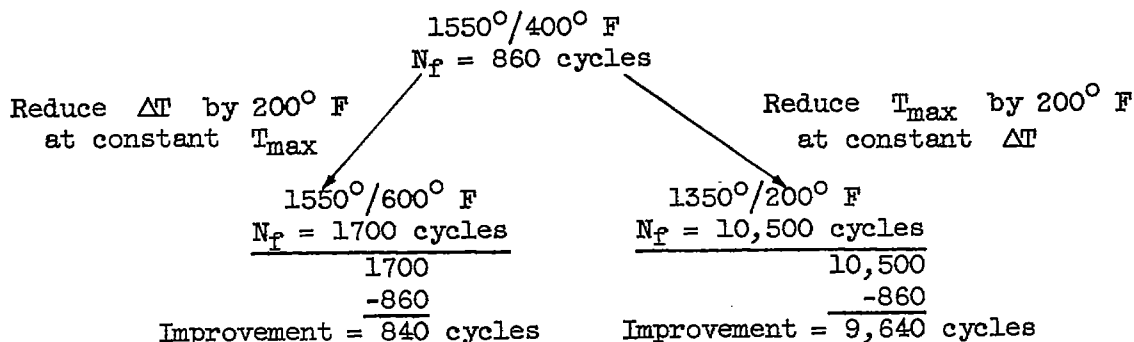 1550°/400° F
N_f = 860 cycles
Reduce ΔT by 200° F
at constant T_max
Reduce T_max by 200° F
at constant ΔT
1550°/600° F
N_f = 1700 cycles
1700
-860
Improvement = 840 cycles
1350°/200° F
N_f = 10,500 cycles
10,500
-860
Improvement = 9,640 cycles